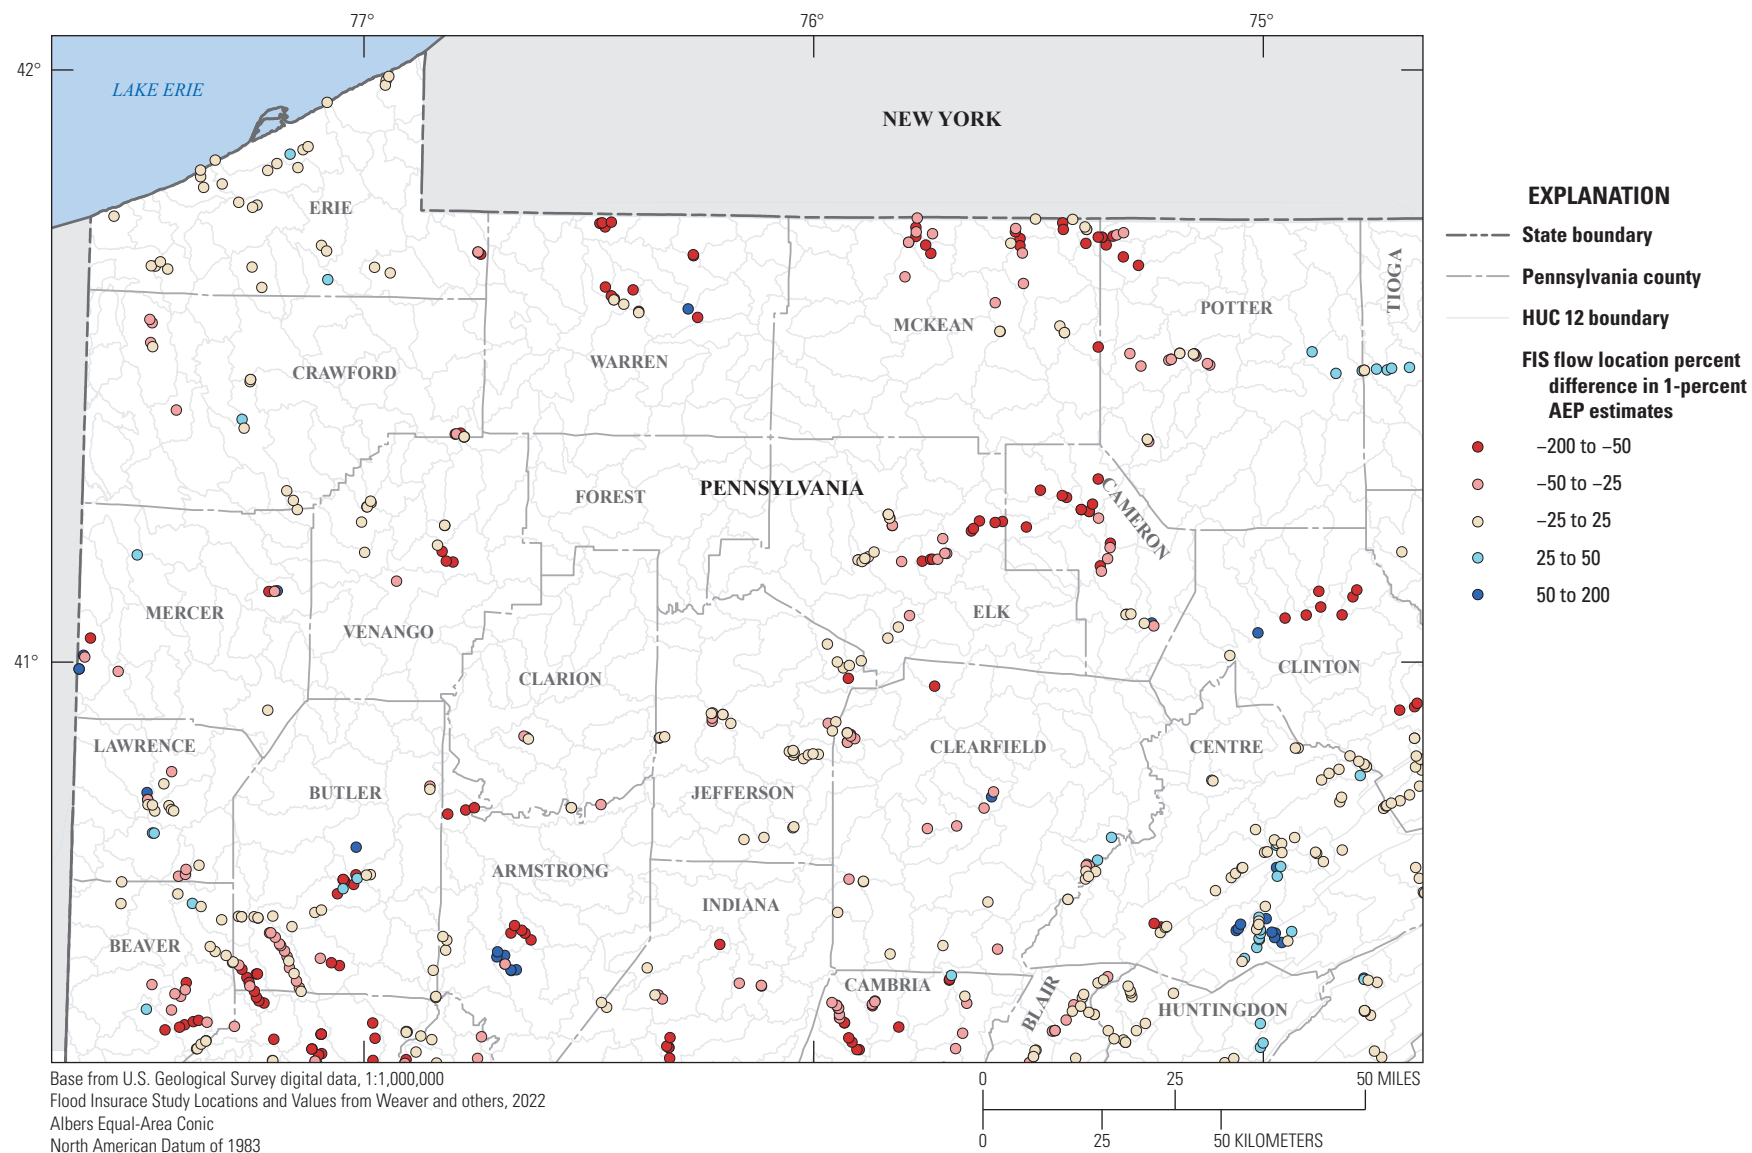 77°
76°
75°
42°
LAKE ERIE
NEW YORK
ERIE
TIOGA
POTTER
MCKEAN
WARREN
CRAWFORD
PENNSYLVANIA
FOREST
CAMERON
MERCER
VENANGO
ELK
41°
CLARION
CLINTON
LAWRENCE
CLEARFIELD
CENTRE
BUTLER
JEFFERSON
ARMSTRONG
INDIANA
BEAVER
CAMBRIA
BLAIR
HUNTINGDON
EXPLANATION
State boundary
Pennsylvania county
HUC 12 boundary
FIS flow location percent
difference in 1-percent
AEP estimates
−200 to −50
−50 to −25
−25 to 25
25 to 50
50 to 200
Base from U.S. Geological Survey digital data, 1:1,000,000
Flood Insurace Study Locations and Values from Weaver and others, 2022
Albers Equal-Area Conic
North American Datum of 1983
0 25 50 MILES
0 25 50 KILOMETERS